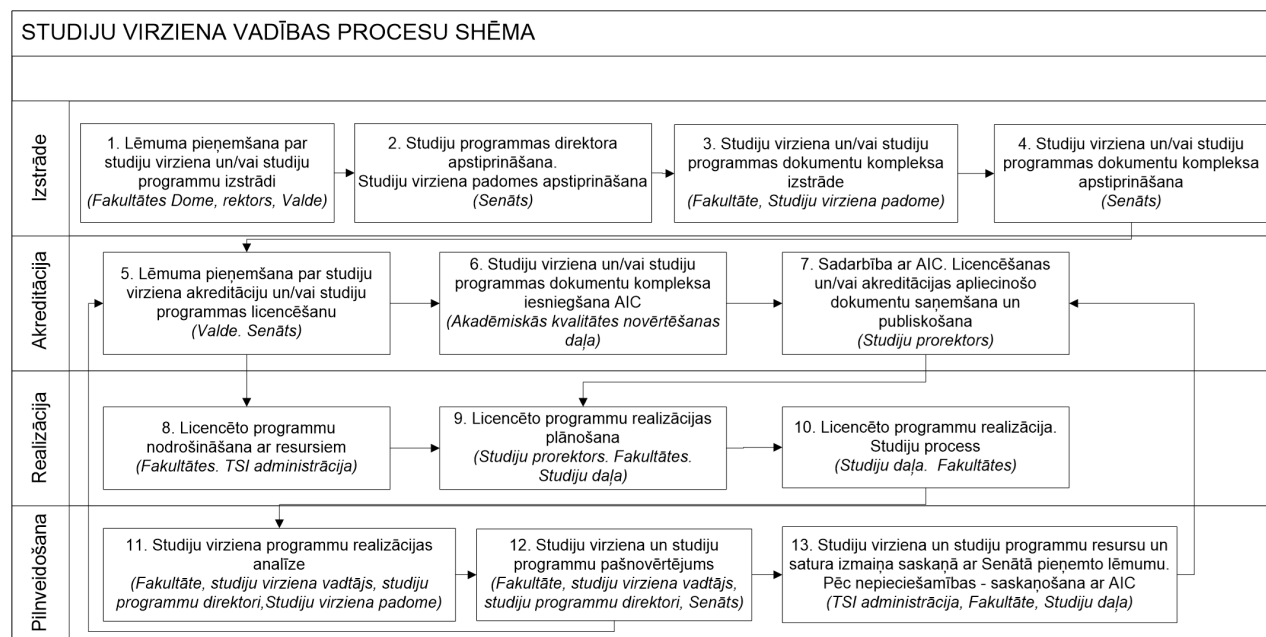 STUDIJU VIRZIENA VADĪBAS PROCESU SHĒMA
Izstrāde
1. Lēmuma pieņemšana par
studiju virziena un/vai studiju
programmu izstrādi
(Fakultātes Dome, rektors, Valde)
2. Studiju programmas direktora
apstiprināšana.
Studiju virziena padomes apstiprināšana
(Senāts)
3. Studiju virziena un/vai studiju
programmas dokumentu kompleksa
izstrāde
(Fakultāte, Studiju virziena padome)
4. Studiju virziena un/vai studiju
programmas dokumentu kompleksa
apstiprināšana
(Senāts)
Akreditācija
5. Lēmuma pieņemšana par studiju
virziena akreditāciju un/vai studiju
programmas licencēšanu
(Valde. Senāts)
6. Studiju virziena un/vai studiju
programmas dokumentu kompleksa
iesniegšana AIC
(Akadēmiskās kvalitātes novērtēšanas
daļa)
7. Sadarbība ar AIC. Licencēšanas
un/vai akreditācijas apliecinošo
dokumentu saņemšana un
publiskošana
(Studiju prorektors)
Realizācija
8. Licencēto programmu
nodrošināšana ar resursiem
(Fakultātes. TSI administrācija)
9. Licencēto programmu realizācijas
plānošana
(Studiju prorektors. Fakultātes.
Studiju daļa)
10. Licencēto programmu realizācija.
Studiju process
(Studiju daļa. Fakultātes)
Pilnveidošana
11. Studiju virziena programmu realizācijas
analīze
(Fakultāte, studiju virziena vadtājs, studiju
programmu direktori,Studiju virziena padome)
12. Studiju virziena un studiju
programmu pašnovērtējums
(Fakultāte, studiju virziena vadtājs,
studiju programmu direktori, Senāts)
13. Studiju virziena un studiju programmu resursu un
satura izmaiņa saskaņā ar Senātā pieņemto lēmumu.
Pēc nepieciešamības - saskaņošana ar AIC
(TSI administrācija, Fakultāte, Studiju daļa)